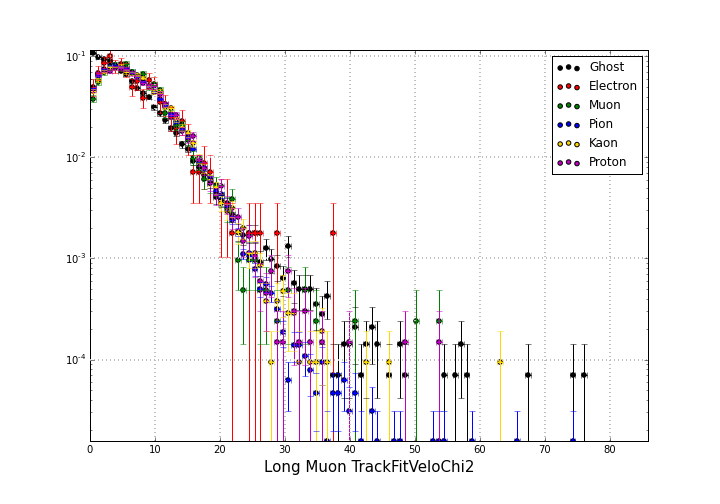 10⁻¹
10⁻²
10⁻³
10⁻⁴
Ghost
Electron
Muon
Pion
Kaon
Proton
0 10 20 30 40 50 60 70 80
Long Muon TrackFitVeloChi2